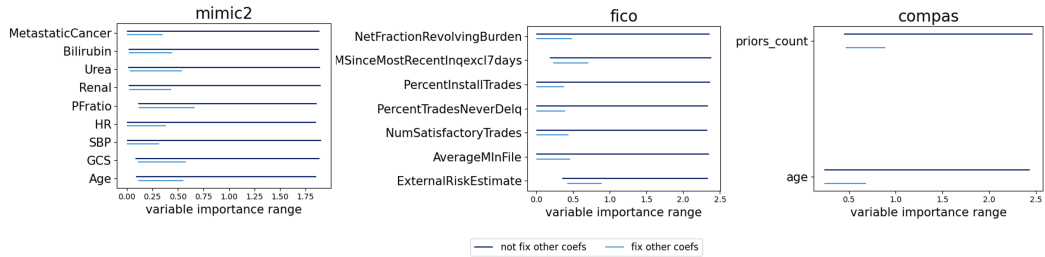 mimic2
MetastaticCancer
Bilirubin
Urea
Renal
PFratio
HR
SBP
GCS
Age
0.00 0.25 0.50 0.75 1.00 1.25 1.50 1.75
variable importance range
fico
NetFractionRevolvingBurden
MSinceMostRecentInqexcl7days
PercentInstallTrades
PercentTradesNeverDelq
NumSatisfactoryTrades
AverageMInFile
ExternalRiskEstimate
0.0 0.5 1.0 1.5 2.0 2.5
variable importance range
compas
priors_count
age
0.5 1.0 1.5 2.0 2.5
variable importance range
not fix other coefs fix other coefs